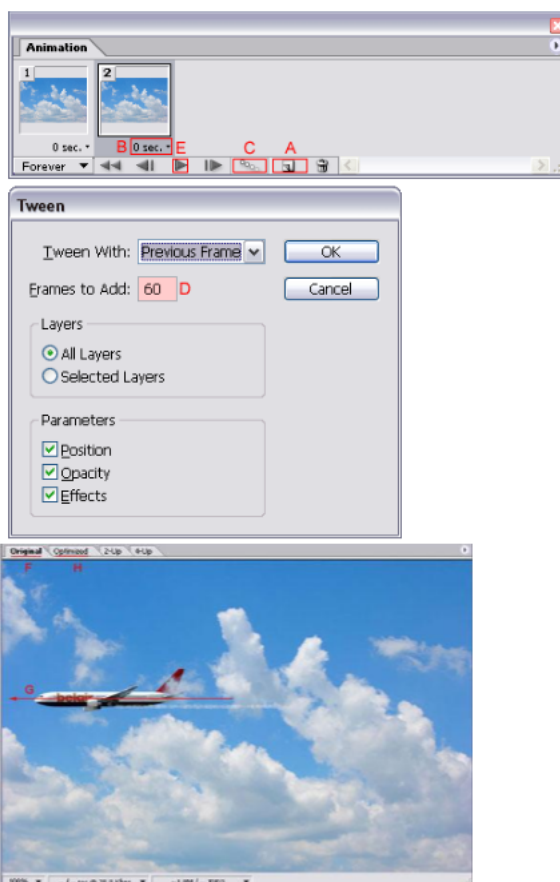 Animation
1 2
0 sec. B 0 sec. E C A
Forever
Tween
Tween With: Previous Frame OK
Frames to Add: 60 D Cancel
Layers
All Layers
Selected Layers
Parameters
Position
Opacity
Effects
Original Optimized 2-Up 4-Up
F H
G belair